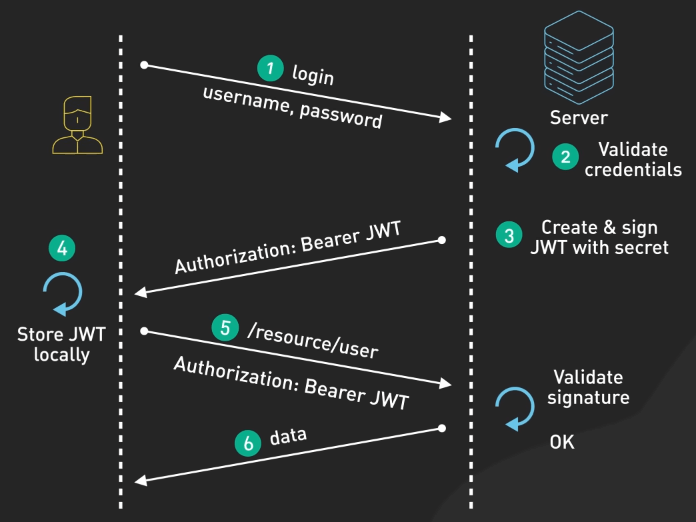 1 login
username, password
Server
2 Validate
credentials
3 Create & sign
JWT with secret
Authorization: Bearer JWT
4
Store JWT
locally
5 /resource/user
Authorization: Bearer JWT
Validate
signature
OK
6 data